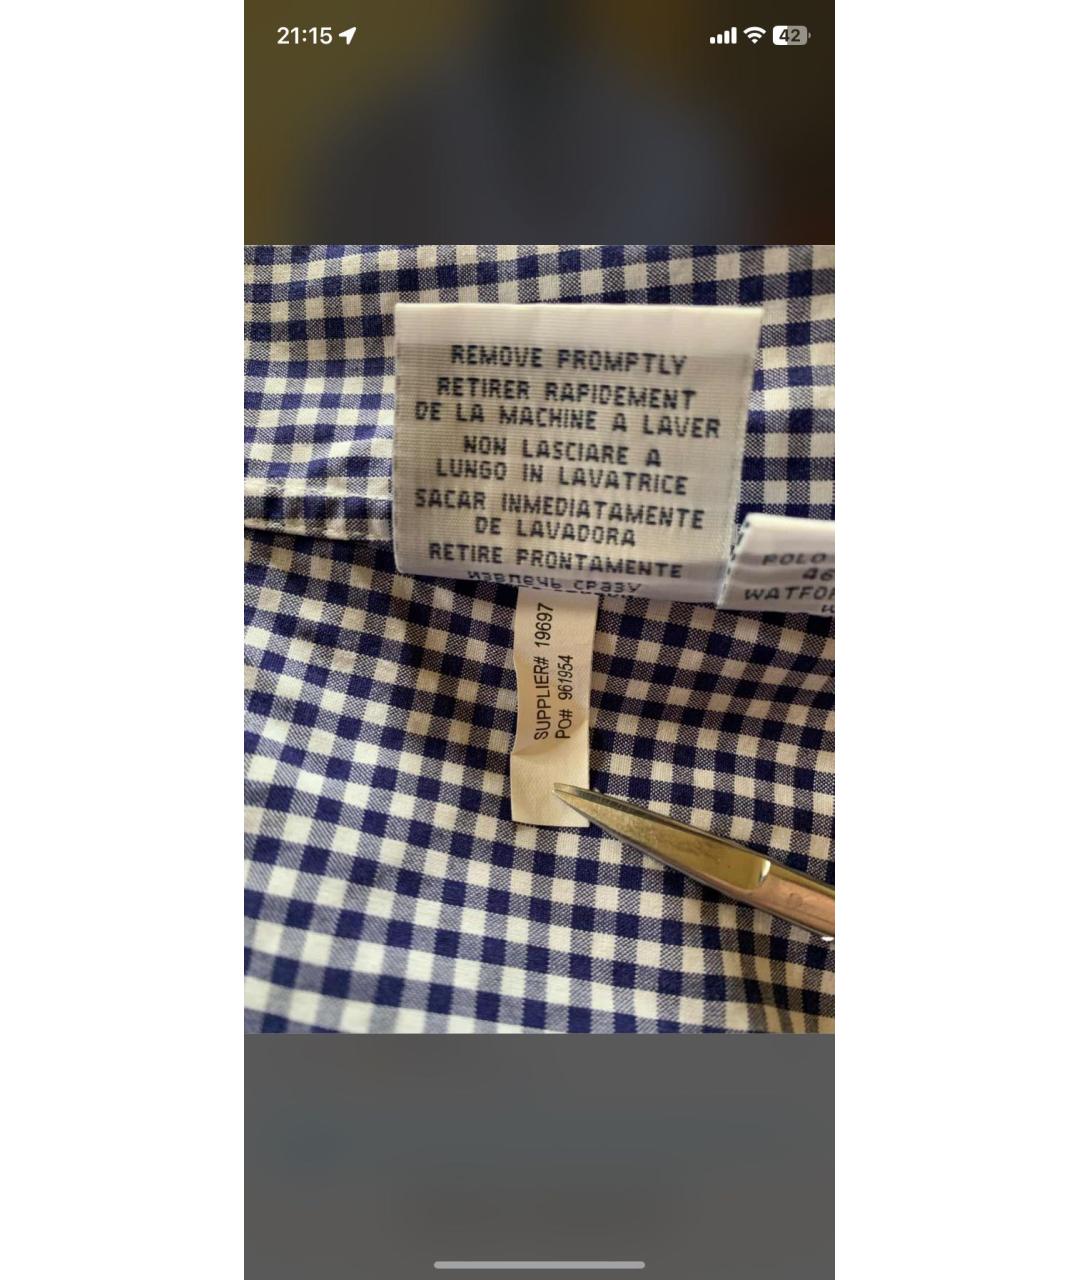 21:15
42
REMOVE PROMPTLY
RETIRER RAPIDEMENT
DE LA MACHINE A LAVER
NON LASCIARE A
LUNGO IN LAVATRICE
SACAR INMEDIATAMENTE
DE LAVADORA
RETIRE PRONTAMENTE
извлечь сразу
POLO
46
WATFOR
SUPPLIER# 19697
PO# 961954